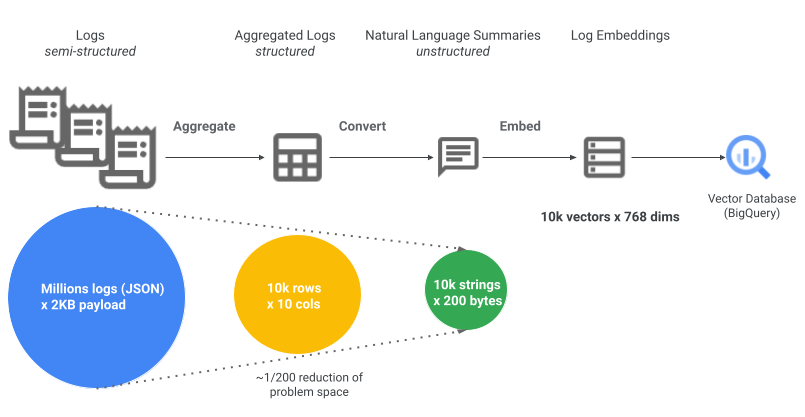 Logs
semi-structured
Aggregated Logs
structured
Natural Language Summaries
unstructured
Log Embeddings
Aggregate
Convert
Embed
Vector Database
(BigQuery)
10k vectors x 768 dims
Millions logs (JSON)
x 2KB payload
10k rows
x 10 cols
10k strings
x 200 bytes
~1/200 reduction of
problem space